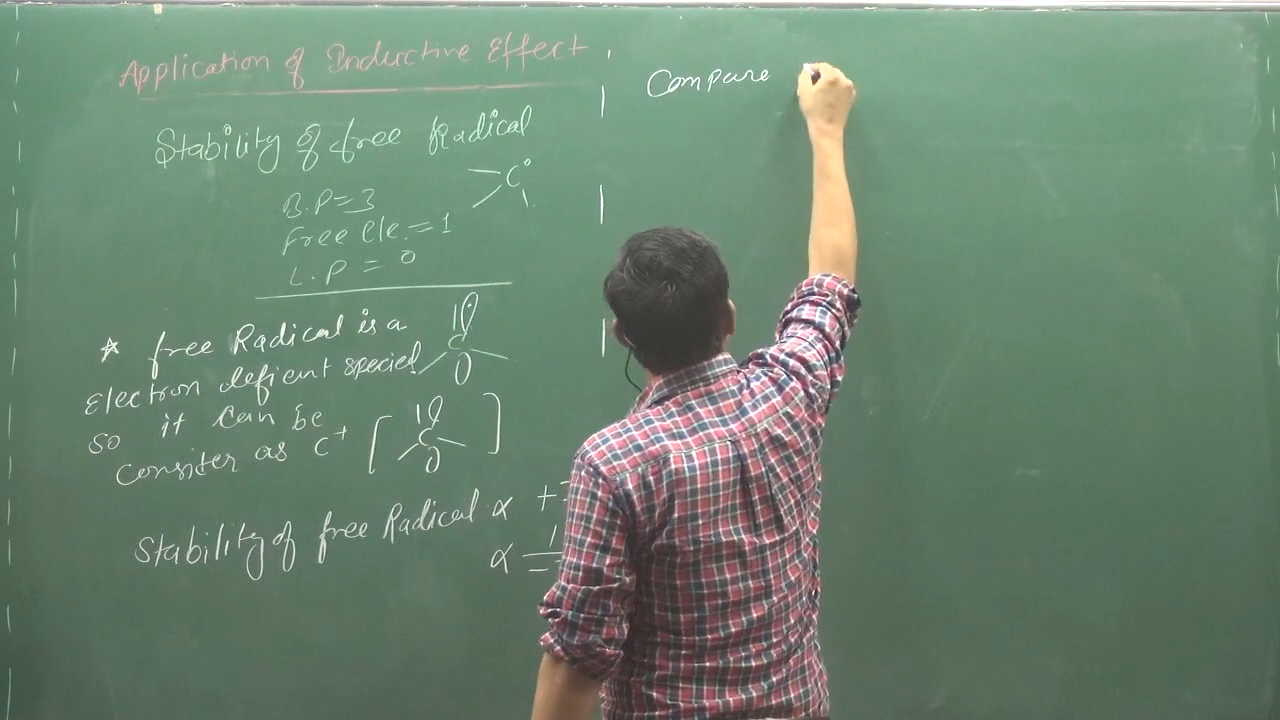 Application of Inductive Effect
Stability of free Radical
B.P=3
C°
Free Ele.=1
L.P = 0
* free Radical is a
Electron defient species
so it can be
consider as C+ [ C ]
Stability of free Radical α +
α 1
Compare